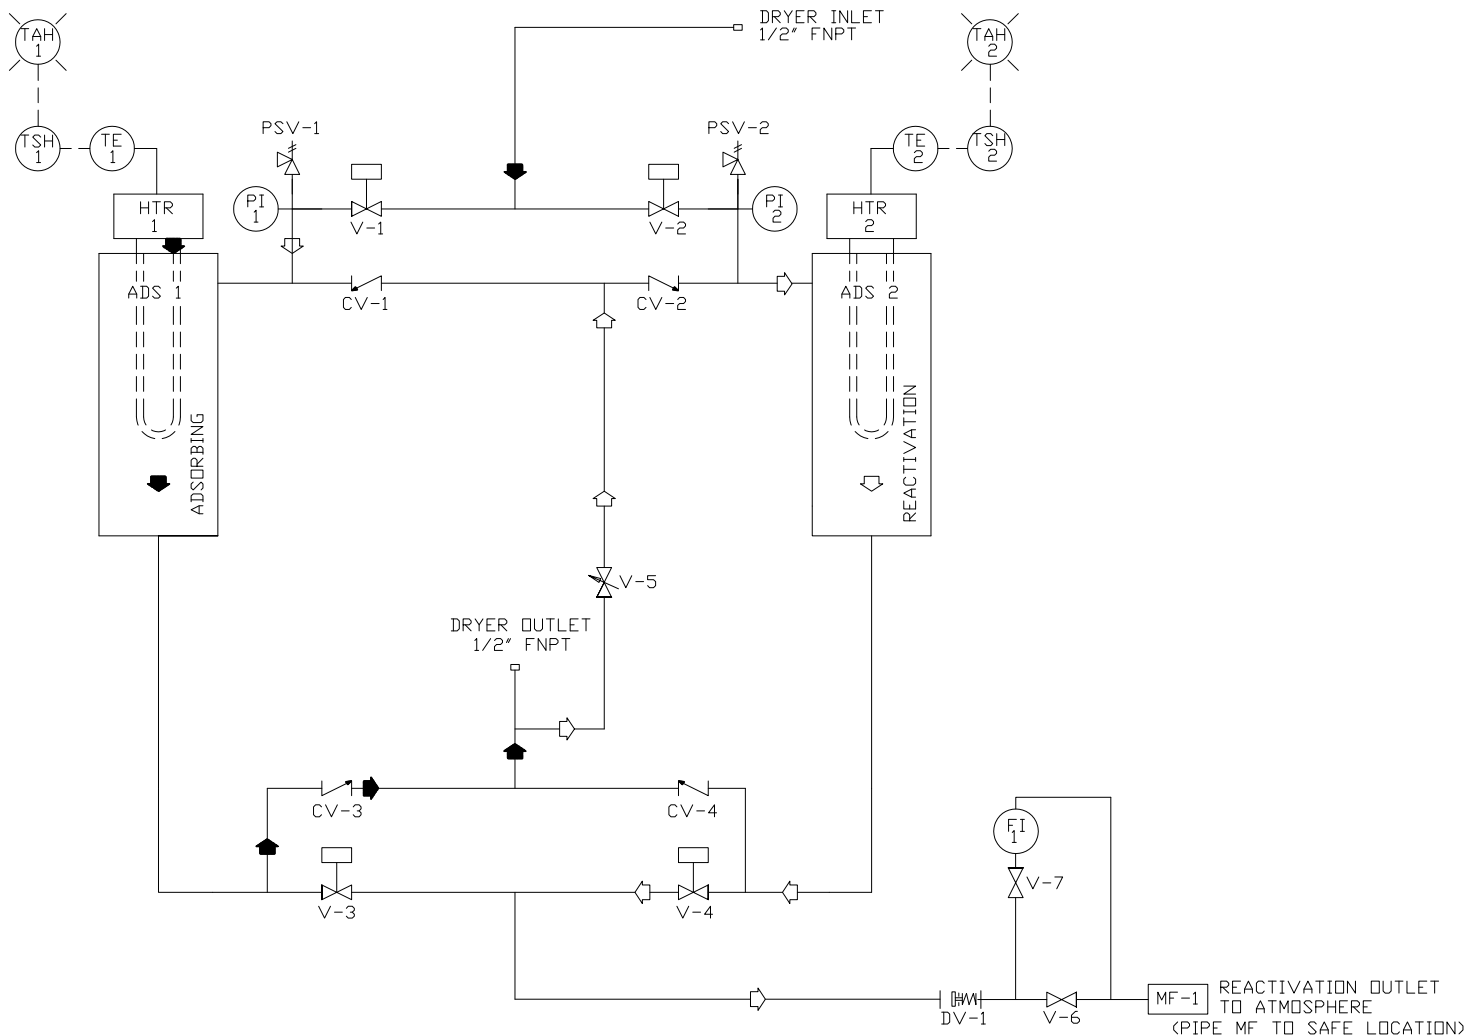 DRYER INLET
1/2" FNPT
TAH
1
TAH
2
PSV-1
PSV-2
TSH
1
TE
1
TE
2
TSH
2
HTR
1
PI
1
V-1
V-2
PI
2
HTR
2
ADS 1
CV-1
CV-2
ADS 2
ADSORBING
REACTIVATION
V-5
DRYER OUTLET
1/2" FNPT
CV-3
CV-4
FI
1
V-7
V-3
V-4
DV-1
V-6
MF-1
REACTIVATION OUTLET
TO ATMOSPHERE
(PIPE MF TO SAFE LOCATION)